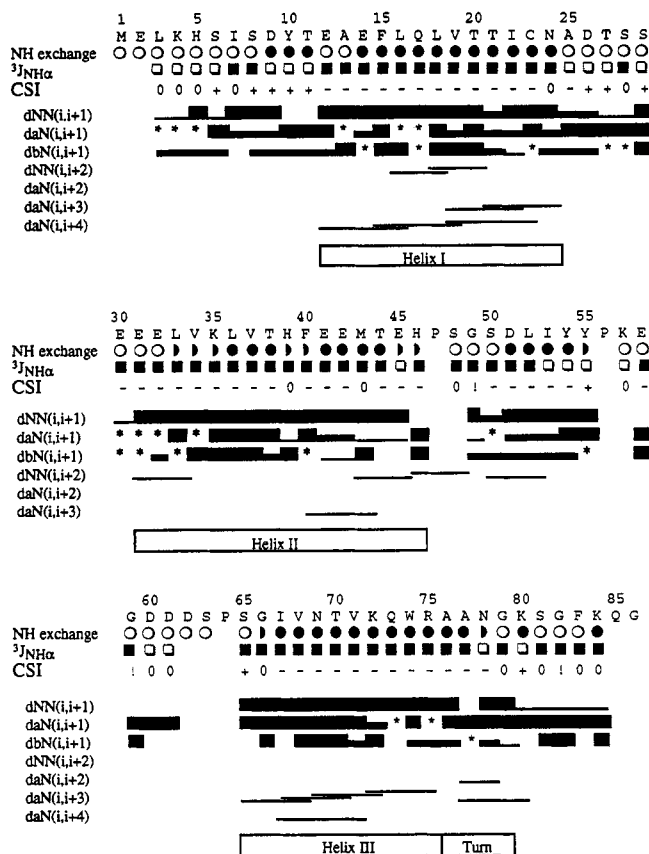 1 5 10 15 20 25
M E L K H S I S D Y T E A E F L Q L V T T I C N A D T S S
NH exchange
³JNHα
CSI 0 0 0 + 0 + - + + - - - - - - - - - - - - 0 - + + - +
dNN(i,i+1)
daN(i,i+1) * * * * * *
dbN(i,i+1) * * * * *
dNN(i,i+2)
daN(i,i+2)
daN(i,i+3)
daN(i,i+4)
Helix I
30 35 40 45 50 55
E E E L V K L V T H F E E M T E H P S G S D L I Y Y P K E
NH exchange
³JNHα
CSI - - - - - - - - - 0 - - - 0 - - - 0 ! - - - - - + 0 -
dNN(i,i+1)
daN(i,i+1) * * * * *
dbN(i,i+1) * * * * *
dNN(i,i+2)
daN(i,i+2)
daN(i,i+3)
Helix II
60 65 70 75 80 85
G D D D S P S G I V N T V K Q W R A A N G K S G F K Q G
NH exchange
³JNHα
CSI ! 0 0 + 0 - - - - - - - - - - - - 0 + 0 ! 0 0
dNN(i,i+1)
daN(i,i+1) * *
dbN(i,i+1) *
dNN(i,i+2)
daN(i,i+2)
daN(i,i+3)
daN(i,i+4)
Helix III Turn